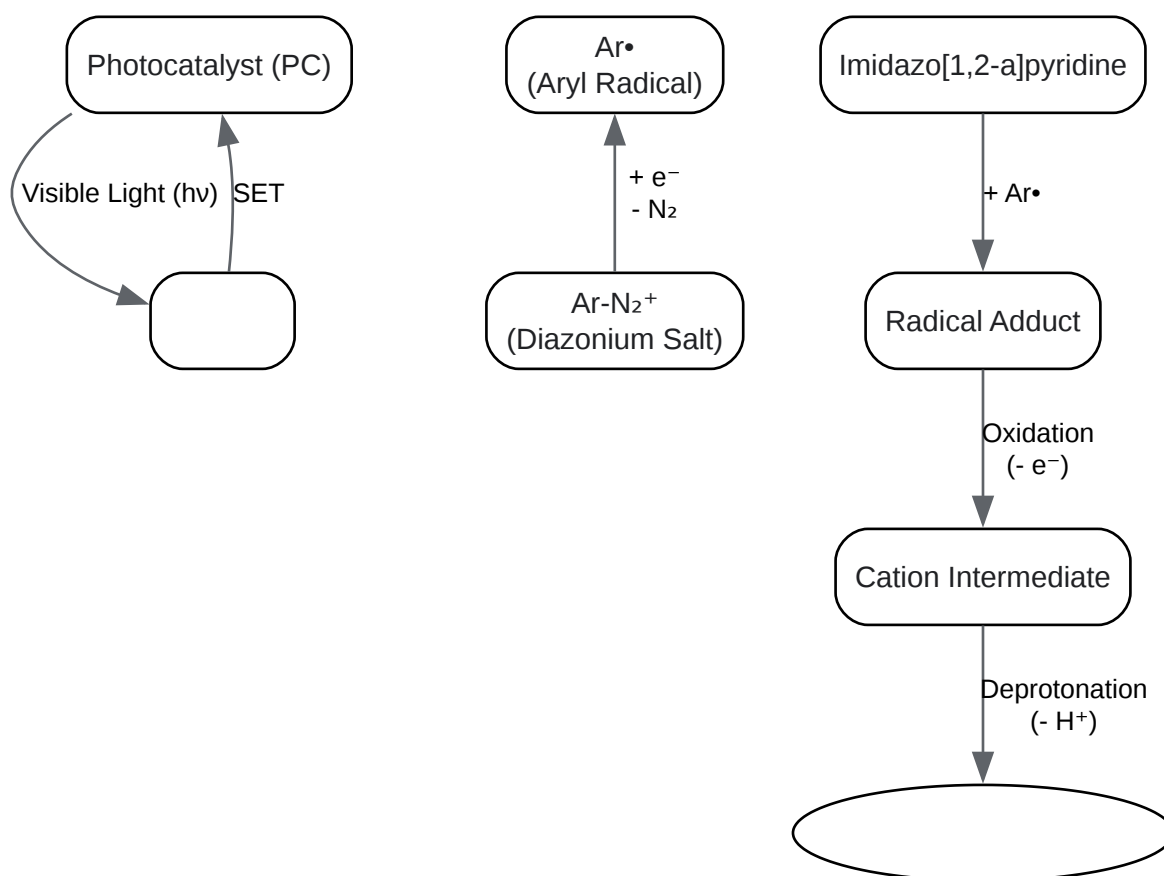 Photocatalyst (PC)
Visible Light (hν)
SET
Ar•
(Aryl Radical)
+ e⁻
- N₂
Ar-N₂⁺
(Diazonium Salt)
Imidazo[1,2-a]pyridine
+ Ar•
Radical Adduct
Oxidation
(- e⁻)
Cation Intermediate
Deprotonation
(- H⁺)